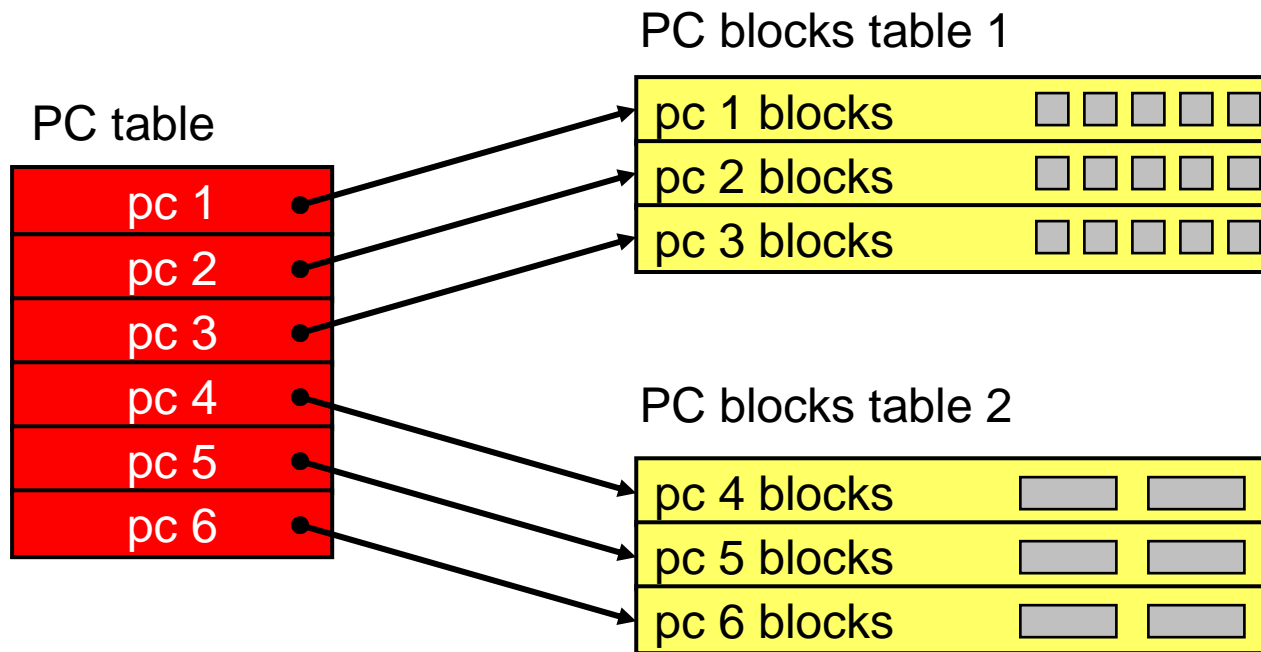 PC table
pc 1
pc 2
pc 3
pc 4
pc 5
pc 6
PC blocks table 1
pc 1 blocks
pc 2 blocks
pc 3 blocks
PC blocks table 2
pc 4 blocks
pc 5 blocks
pc 6 blocks